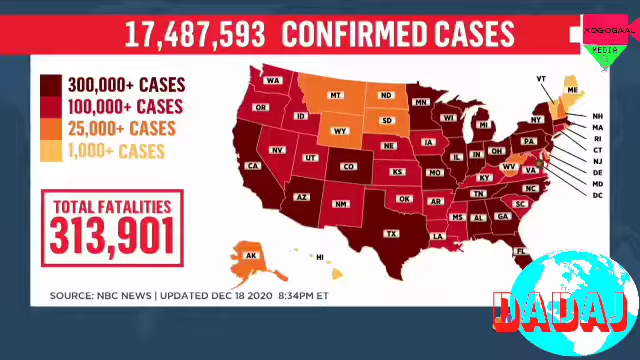 17,487,593 CONFIRMED CASES
XOGOGAAL
MEDIA
300,000+ CASES
100,000+ CASES
25,000+ CASES
1,000+ CASES
TOTAL FATALITIES
313,901
WA
OR
ID
MT
ND
SD
WY
NV
UT
CA
AZ
CO
NM
NE
KS
OK
TX
MN
IA
MO
AR
LA
WI
IL
MI
IN
OH
KY
TN
MS
AL
GA
FL
SC
NC
VA
WV
PA
NY
VT
ME
NH
MA
RI
CT
NJ
DE
MD
DC
AK
HI
SOURCE: NBC NEWS | UPDATED DEC 18 2020 8:34PM ET
DADAJ